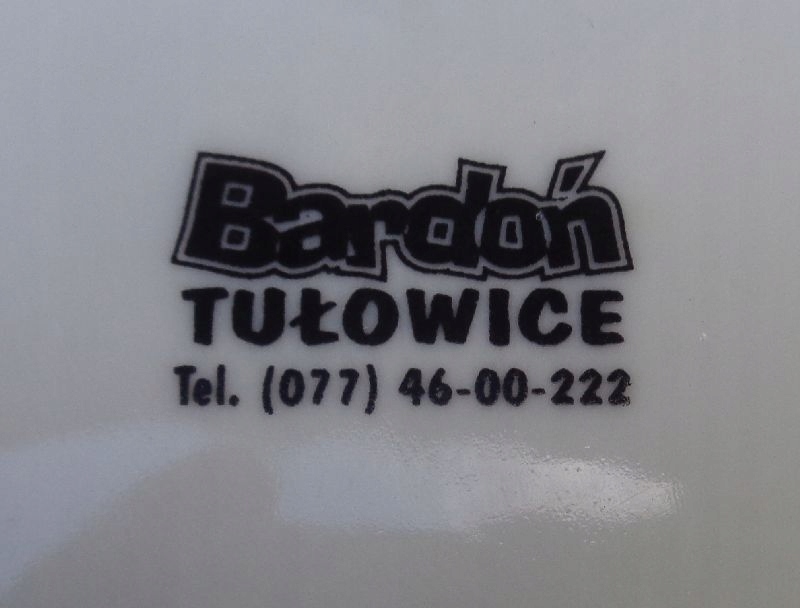 Bardoń
TUŁOWICE
Tel. (077) 46-00-222